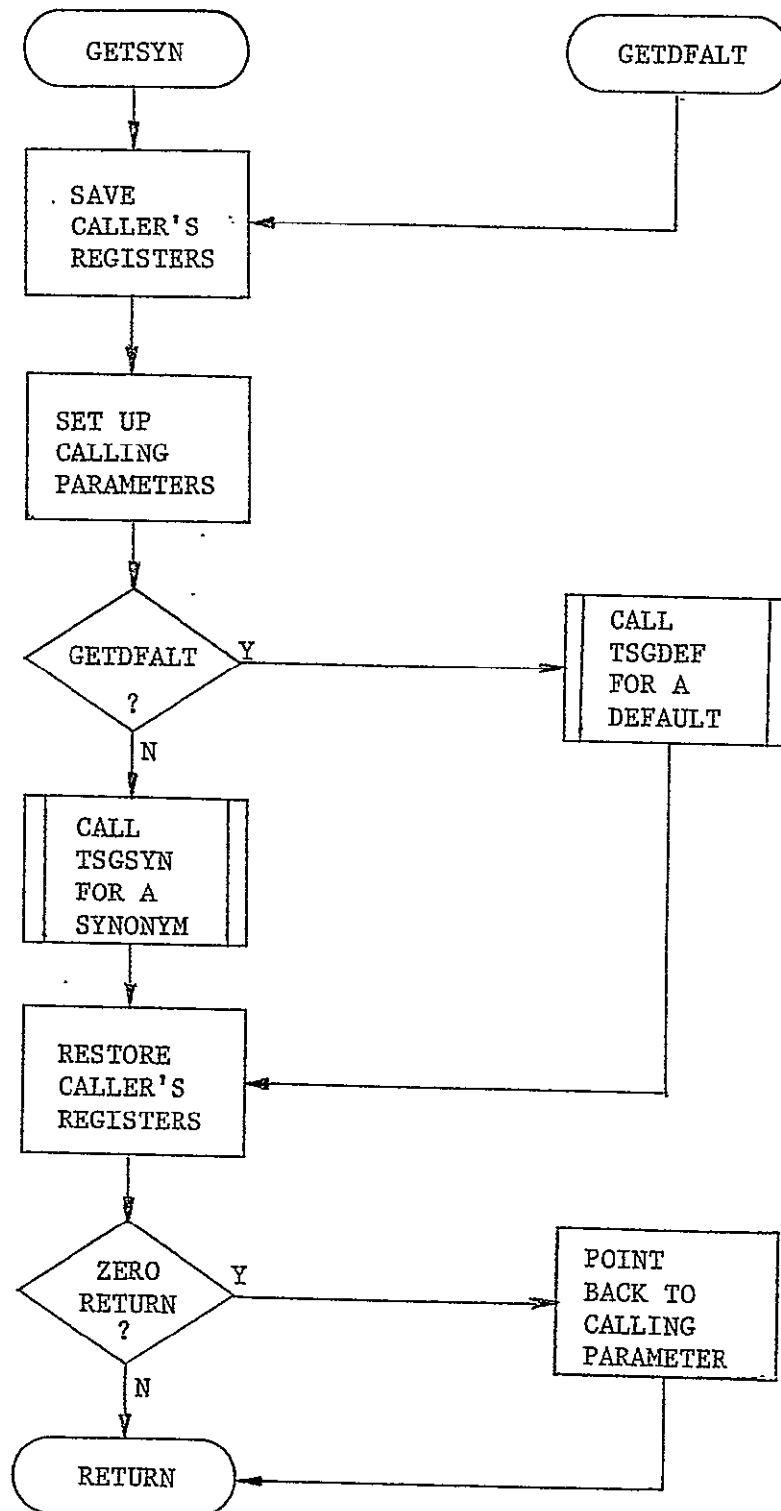 GETSYN
GETDFALT
SAVE
CALLER'S
REGISTERS
SET UP
CALLING
PARAMETERS
GETDFALT
?
Y
N
CALL
TSGDEF
FOR A
DEFAULT
CALL
TSGSYN
FOR A
SYNONYM
RESTORE
CALLER'S
REGISTERS
ZERO
RETURN
?
Y
N
POINT
BACK TO
CALLING
PARAMETER
RETURN